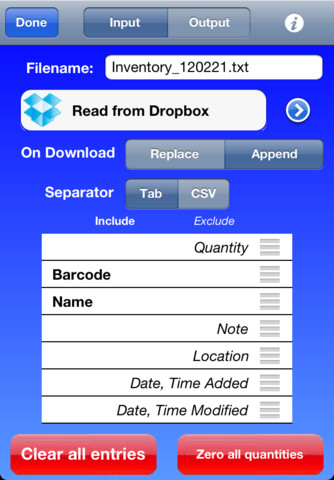 Done Input Output i
Filename: Inventory_120221.txt
Read from Dropbox
On Download Replace Append
Separator Tab CSV
Include Exclude
Quantity
Barcode
Name
Note
Location
Date, Time Added
Date, Time Modified
Clear all entries Zero all quantities